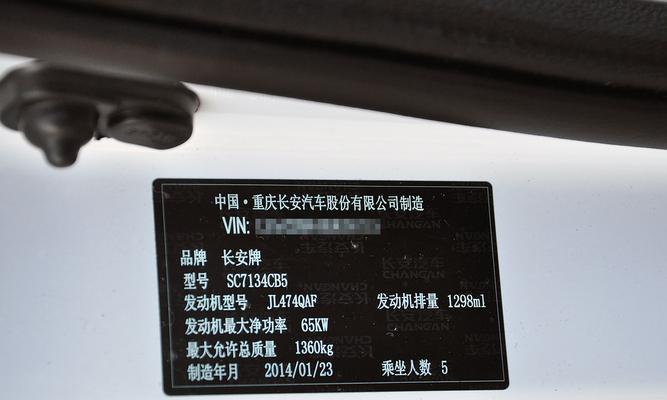 中国·重庆长安汽车股份有限公司制造
VIN:
品牌 长安牌
型号 SC7134CB5
发动机型号 JL474QAF 发动机排量 1298ml
发动机最大净功率 65KW
最大允许总质量 1360kg
制造年月 2014/01/23 乘坐人数 5